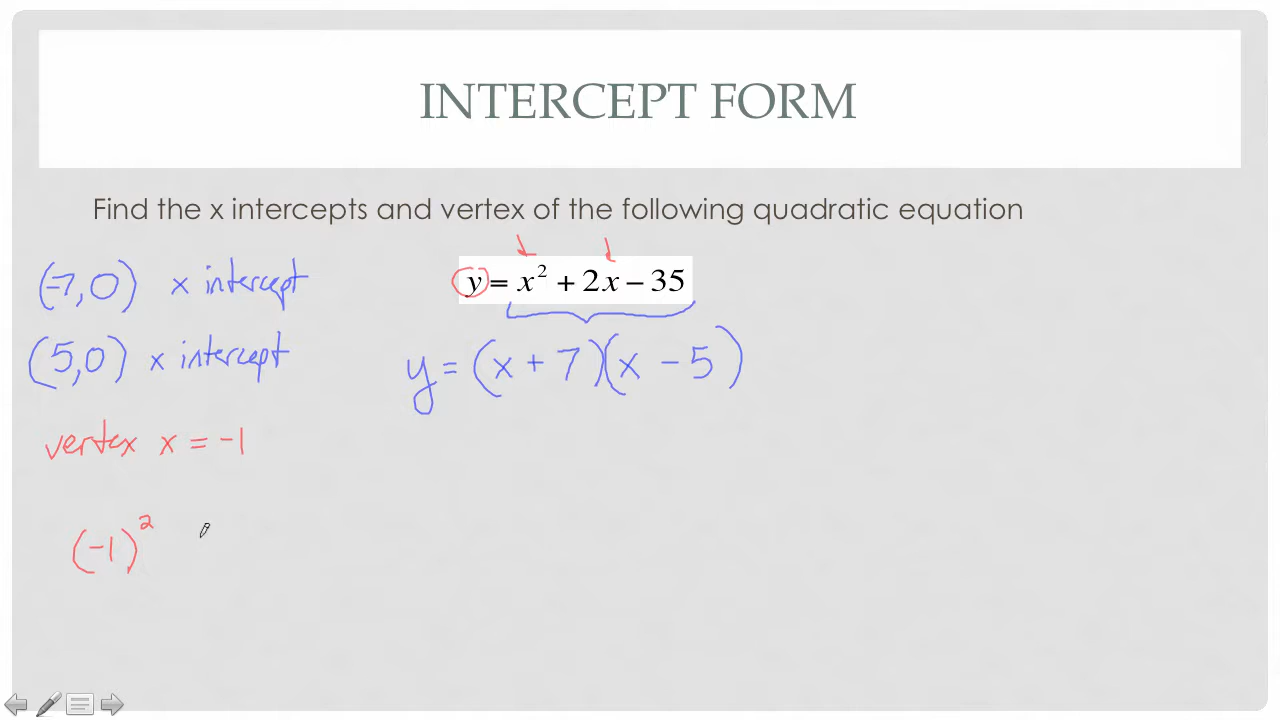 INTERCEPT FORM
Find the x intercepts and vertex of the following quadratic equation
(-7,0) x intercept
y = x² + 2x − 35
(5,0) x intercept
y = (x + 7)(x − 5)
vertex x = -1
(-1)²